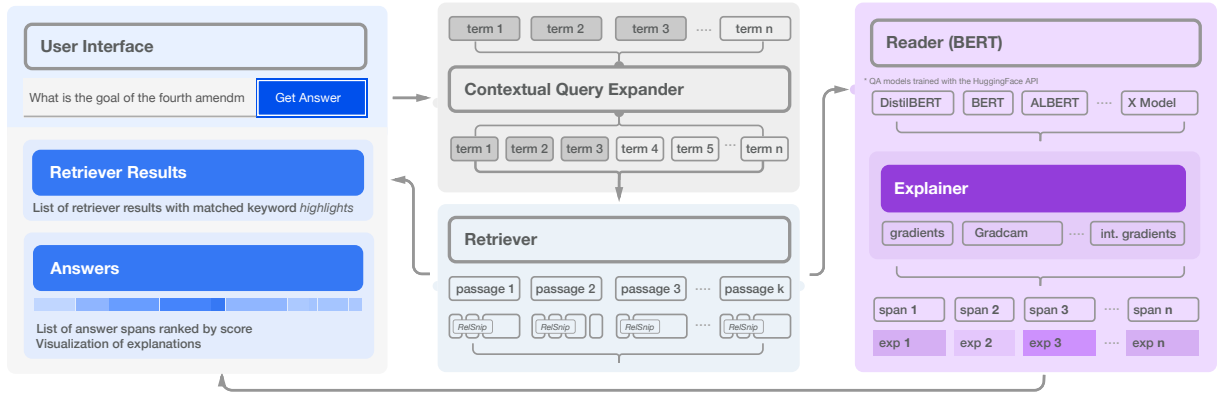 User Interface
What is the goal of the fourth amendm
Get Answer
Retriever Results
List of retriever results with matched keyword highlights
Answers
List of answer spans ranked by score
Visualization of explanations
term 1 term 2 term 3 .... term n
Contextual Query Expander
term 1 term 2 term 3 term 4 term 5 ... term n
Retriever
passage 1 passage 2 passage 3 .... passage k
RelSnip RelSnip RelSnip .... RelSnip
Reader (BERT)
* QA models trained with the HuggingFace API
DistilBERT BERT ALBERT .... X Model
Explainer
gradients Gradcam .... int. gradients
span 1 span 2 span 3 .... span n
exp 1 exp 2 exp 3 .... exp n